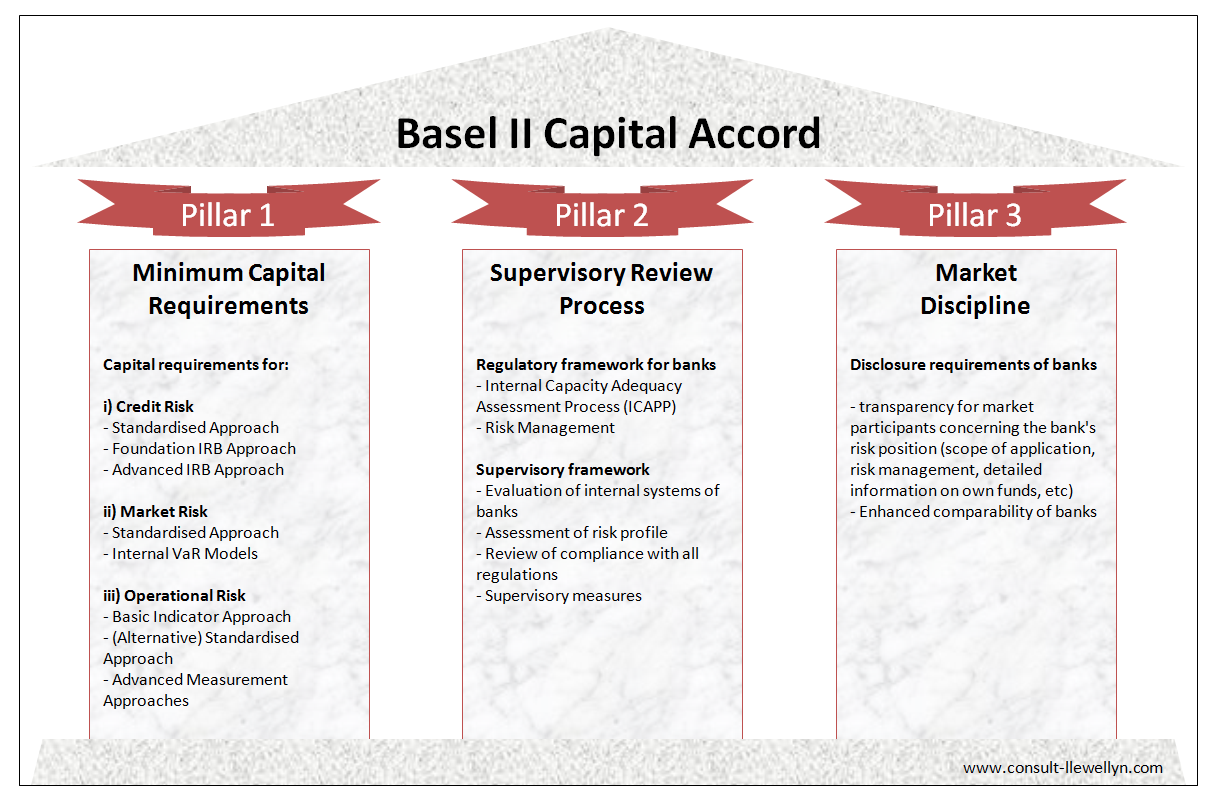 Basel II Capital Accord
Pillar 1
Minimum Capital
Requirements
Capital requirements for:
i) Credit Risk
- Standardised Approach
- Foundation IRB Approach
- Advanced IRB Approach
ii) Market Risk
- Standardised Approach
- Internal VaR Models
iii) Operational Risk
- Basic Indicator Approach
- (Alternative) Standardised
Approach
- Advanced Measurement
Approaches
Pillar 2
Supervisory Review
Process
Regulatory framework for banks
- Internal Capacity Adequacy
Assessment Process (ICAPP)
- Risk Management
Supervisory framework
- Evaluation of internal systems of
banks
- Assessment of risk profile
- Review of compliance with all
regulations
- Supervisory measures
Pillar 3
Market
Discipline
Disclosure requirements of banks
- transparency for market
participants concerning the bank's
risk position (scope of application,
risk management, detailed
information on own funds, etc)
- Enhanced comparability of banks
www.consult-llewellyn.com